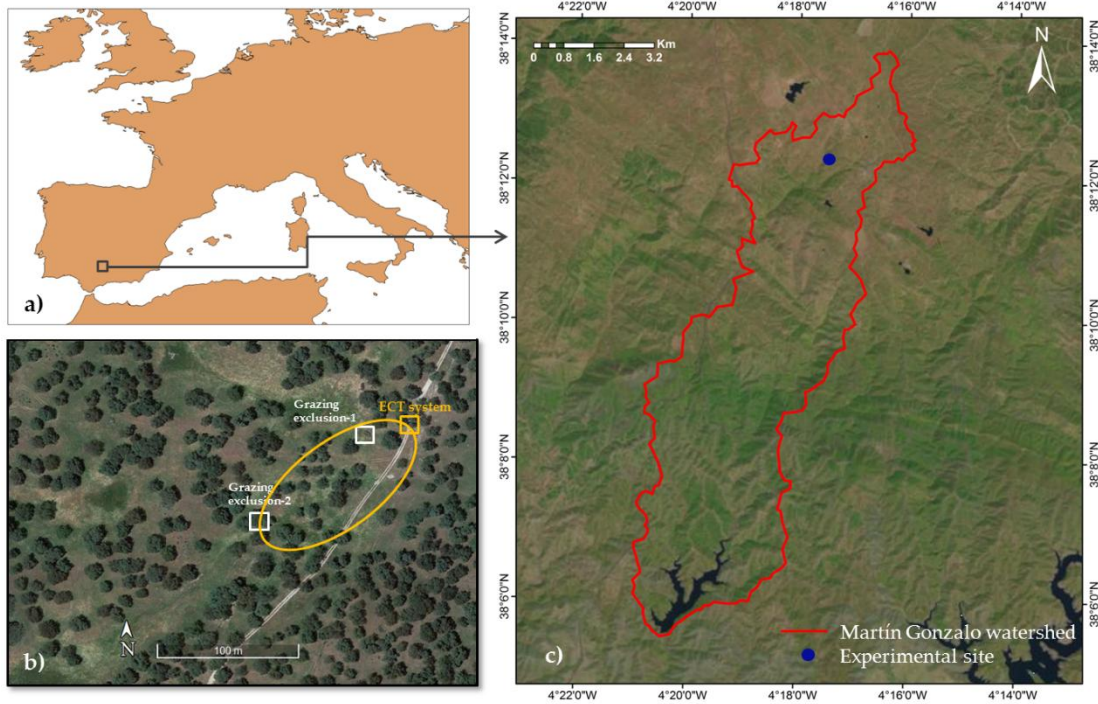 a)
Grazing
exclusion-1
ECT system
Grazing
exclusion-2
N
100 m
b)
4°22'0"W
4°20'0"W
4°18'0"W
4°16'0"W
4°14'0"W
38°14'0"N
38°14'0"N
Km
0 0.8 1.6 2.4 3.2
N
38°12'0"N
38°12'0"N
38°10'0"N
38°10'0"N
38°8'0"N
38°8'0"N
38°6'0"N
38°6'0"N
Martín Gonzalo watershed
Experimental site
c)
4°22'0"W
4°20'0"W
4°18'0"W
4°16'0"W
4°14'0"W